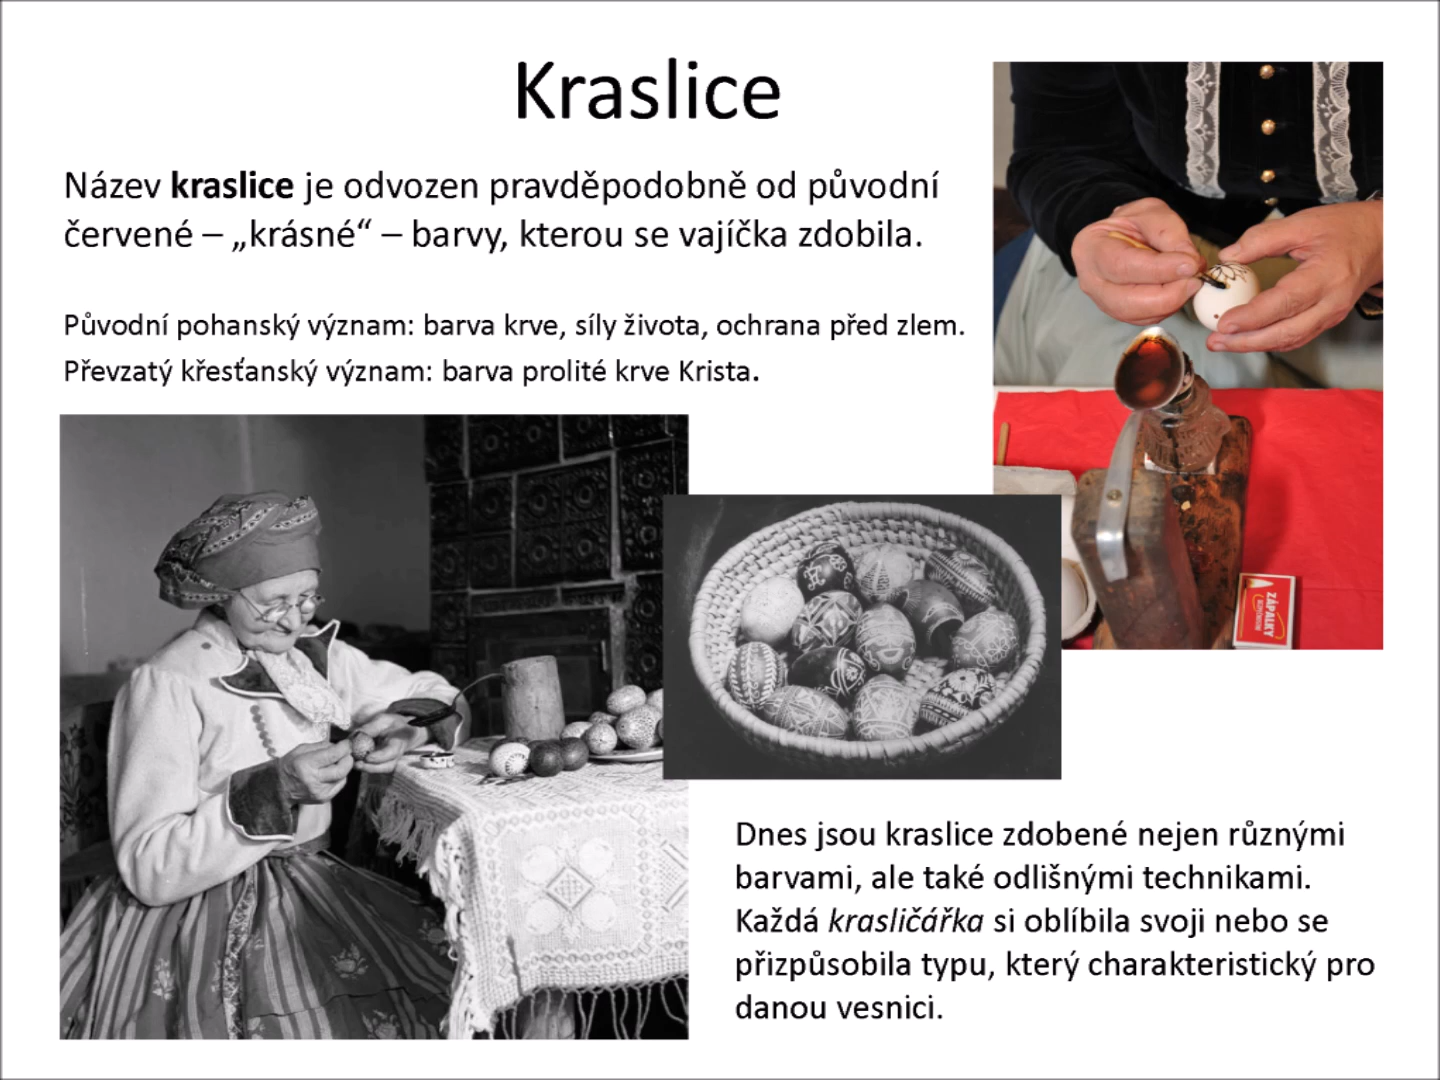 Kraslice
Název kraslice je odvozen pravděpodobně od původní
červené – „krásné“ – barvy, kterou se vajíčka zdobila.
Původní pohanský význam: barva krve, síly života, ochrana před zlem.
Převzatý křesťanský význam: barva prolité krve Krista.
ZÁPALKY
Dnes jsou kraslice zdobené nejen různými
barvami, ale také odlišnými technikami.
Každá krasličářka si oblíbila svoji nebo se
přizpůsobila typu, který charakteristický pro
danou vesnici.